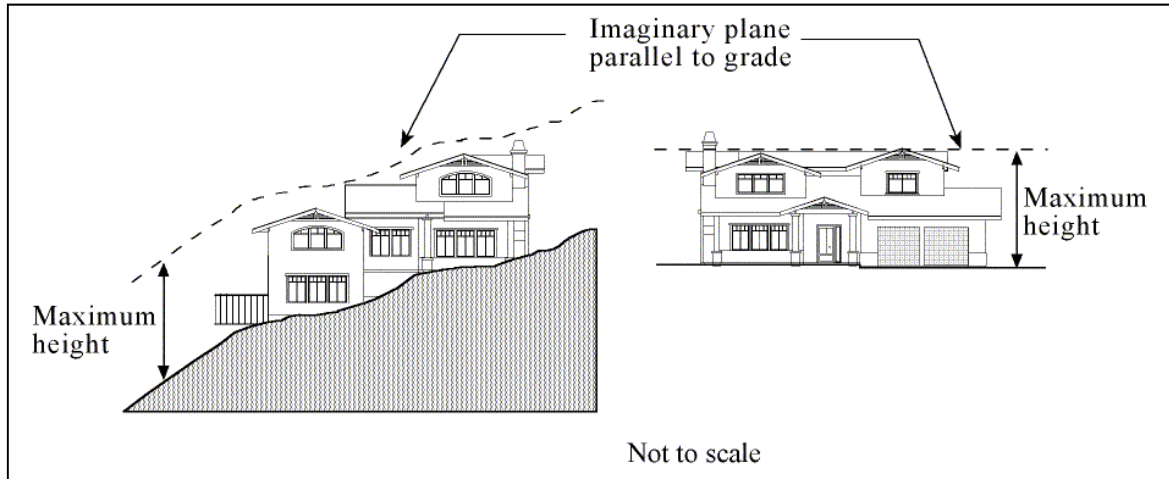 Imaginary plane
parallel to grade
Maximum
height
Maximum
height
Not to scale